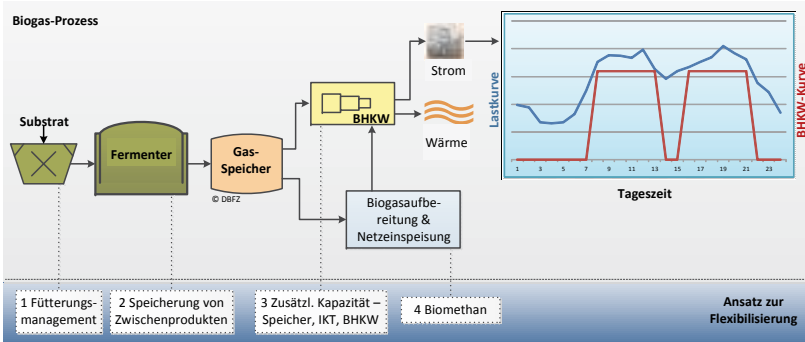 Biogas-Prozess
Substrat
Fermenter
Gas-
Speicher
© DBFZ
BHKW
Strom
Wärme
Biogasaufbe-
reitung &
Netzeinspeisung
Lastkurve
BHKW-Kurve
1 3 5 7 9 11 13 15 17 19 21 23
Tageszeit
1 Fütterungs-
management
2 Speicherung von
Zwischenprodukten
3 Zusätzl. Kapazität –
Speicher, IKT, BHKW
4 Biomethan
Ansatz zur
Flexibilisierung